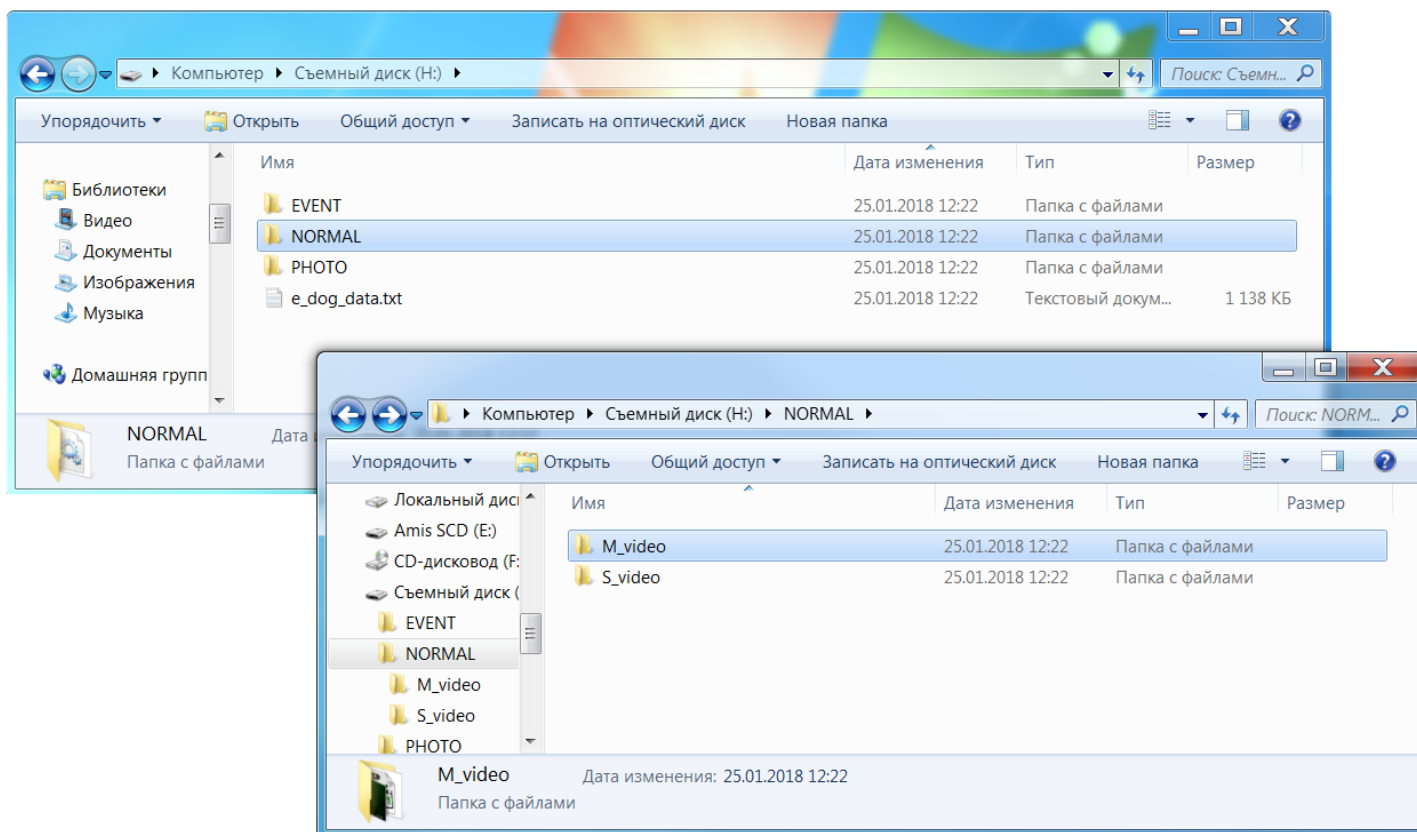 Компьютер Съемный диск (H:)
Поиск: Съемн...
Упорядочить Открыть Общий доступ Записать на оптический диск Новая папка
Имя Дата изменения Тип Размер
Библиотеки
Видео
Документы
Изображения
Музыка
Домашняя групп
EVENT 25.01.2018 12:22 Папка с файлами
NORMAL 25.01.2018 12:22 Папка с файлами
PHOTO 25.01.2018 12:22 Папка с файлами
e_dog_data.txt 25.01.2018 12:22 Текстовый докум... 1 138 КБ
NORMAL Дата
Папка с файлами
Компьютер Съемный диск (H:) NORMAL
Поиск: NORM...
Упорядочить Открыть Общий доступ Записать на оптический диск Новая папка
Имя Дата изменения Тип Размер
Локальный диск
Amis SCD (E:)
CD-дисковод (F:
Съемный диск (
EVENT
NORMAL
M_video
S_video
PHOTO
M_video 25.01.2018 12:22 Папка с файлами
S_video 25.01.2018 12:22 Папка с файлами
M_video Дата изменения: 25.01.2018 12:22
Папка с файлами